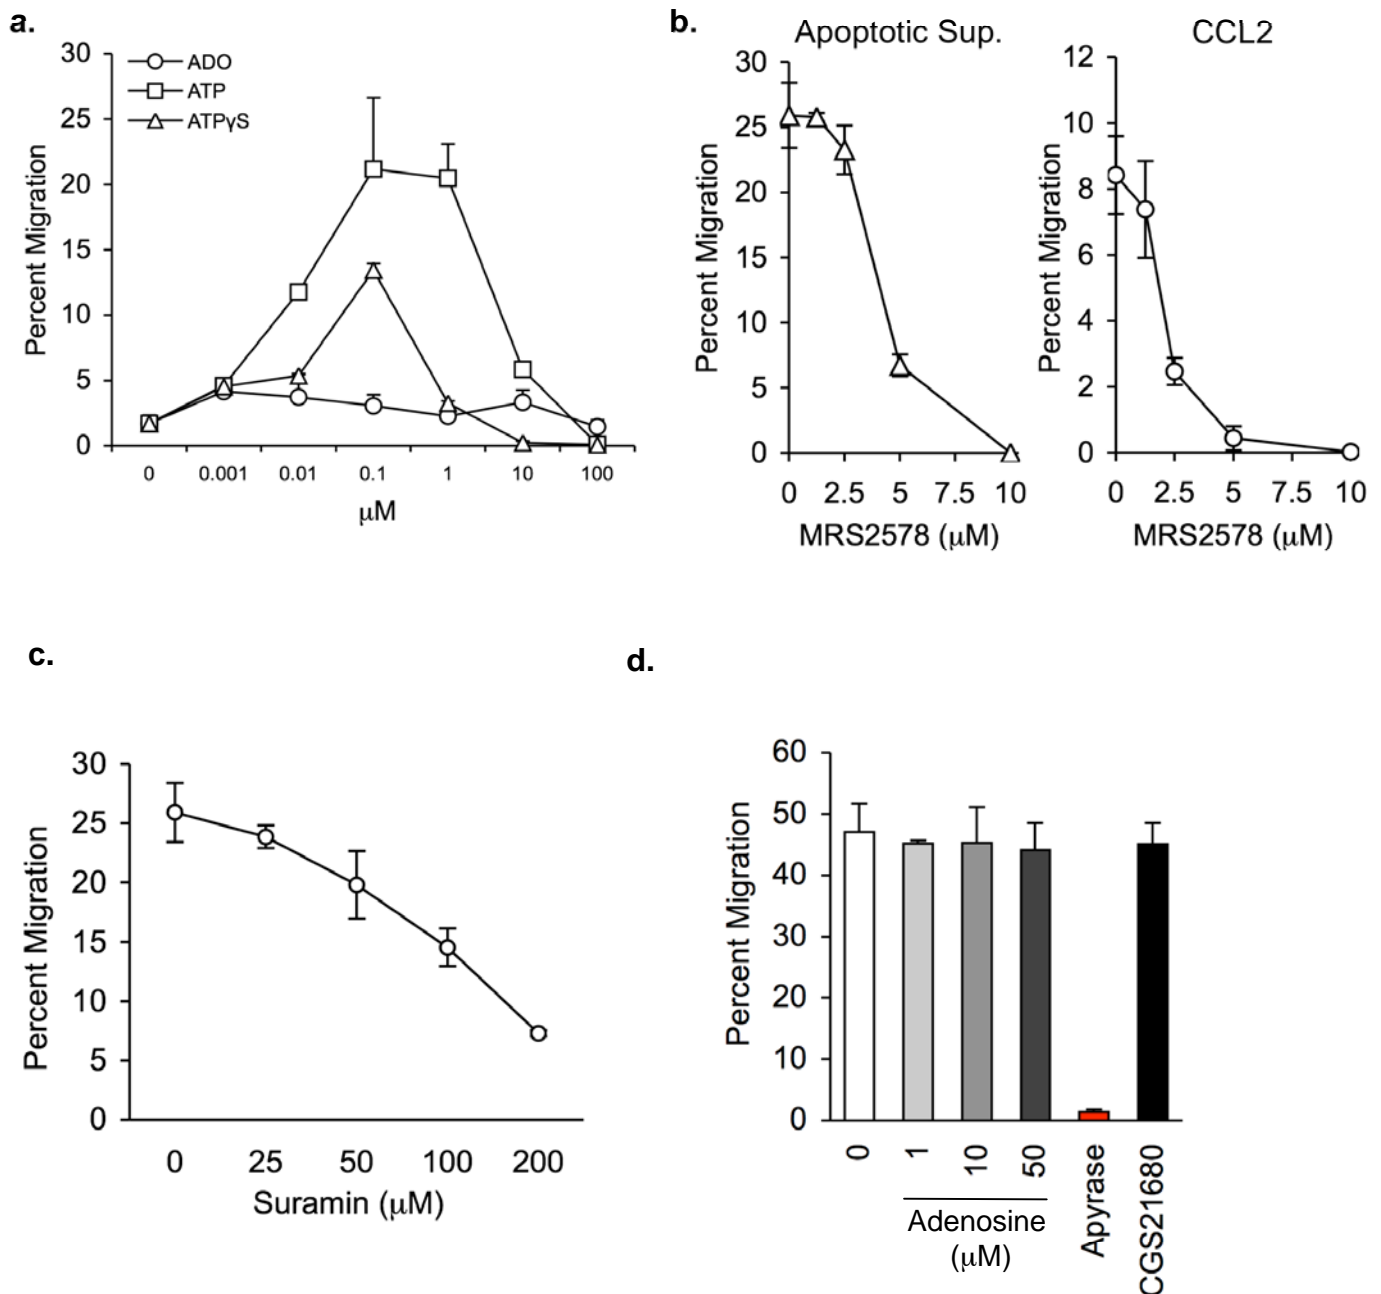 a.
30
25
20
15
10
5
0
Percent Migration
ADO
ATP
ATPγS
0 0.001 0.01 0.1 1 10 100
μM
b.
Apoptotic Sup.
30
25
20
15
10
5
0
Percent Migration
0 2.5 5 7.5 10
MRS2578 (μM)
CCL2
12
10
8
6
4
2
0
Percent Migration
0 2.5 5 7.5 10
MRS2578 (μM)
c.
30
25
20
15
10
5
0
Percent Migration
0 25 50 100 200
Suramin (μM)
d.
60
50
40
30
20
10
0
Percent Migration
0 1 10 50 Apyrase CGS21680
Adenosine
(μM)